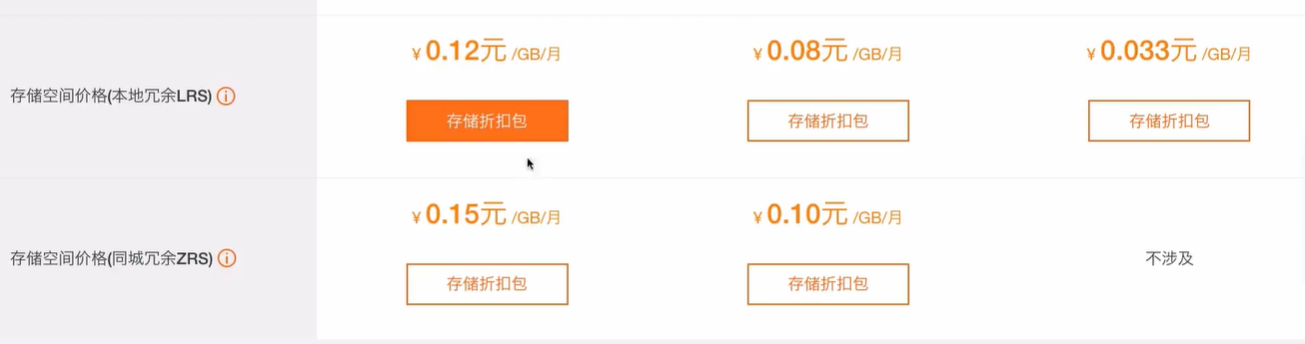 ¥ 0.12元 /GB/月 ¥ 0.08元 /GB/月 ¥ 0.033元 /GB/月
存储空间价格(本地冗余LRS)
存储折扣包 存储折扣包 存储折扣包
¥ 0.15元 /GB/月 ¥ 0.10元 /GB/月
存储空间价格(同城冗余ZRS) 不涉及
存储折扣包 存储折扣包